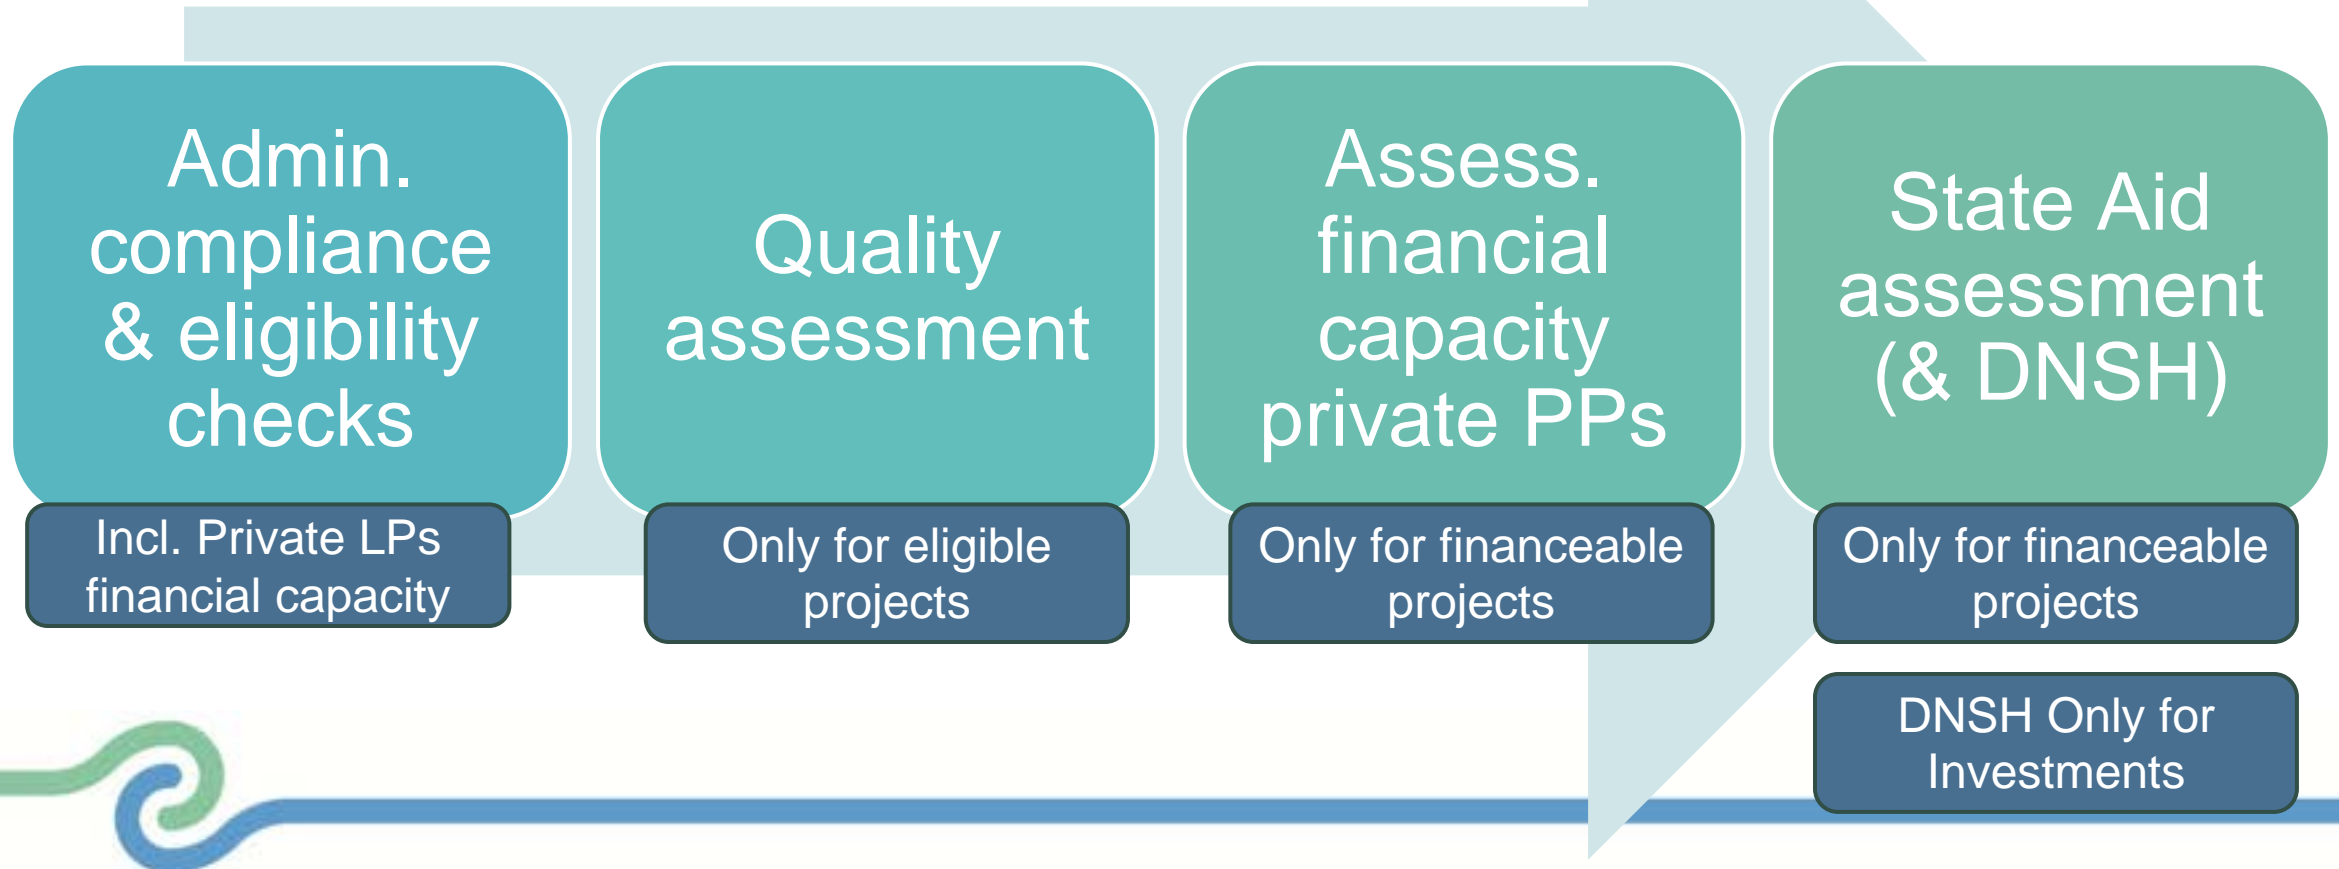 Admin.
compliance
& eligibility
checks
Incl. Private LPs
financial capacity
Quality
assessment
Only for eligible
projects
Assess.
financial
capacity
private PPs
Only for financeable
projects
State Aid
assessment
(& DNSH)
Only for financeable
projects
DNSH Only for
Investments